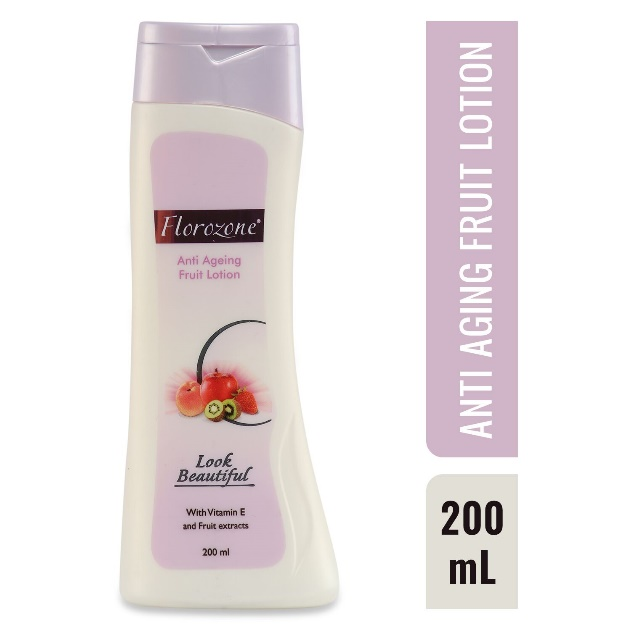 Florozone®
Anti Ageing
Fruit Lotion
Look
Beautiful
With Vitamin E
and Fruit extracts
200 ml
ANTI AGING FRUIT LOTION
200
mL